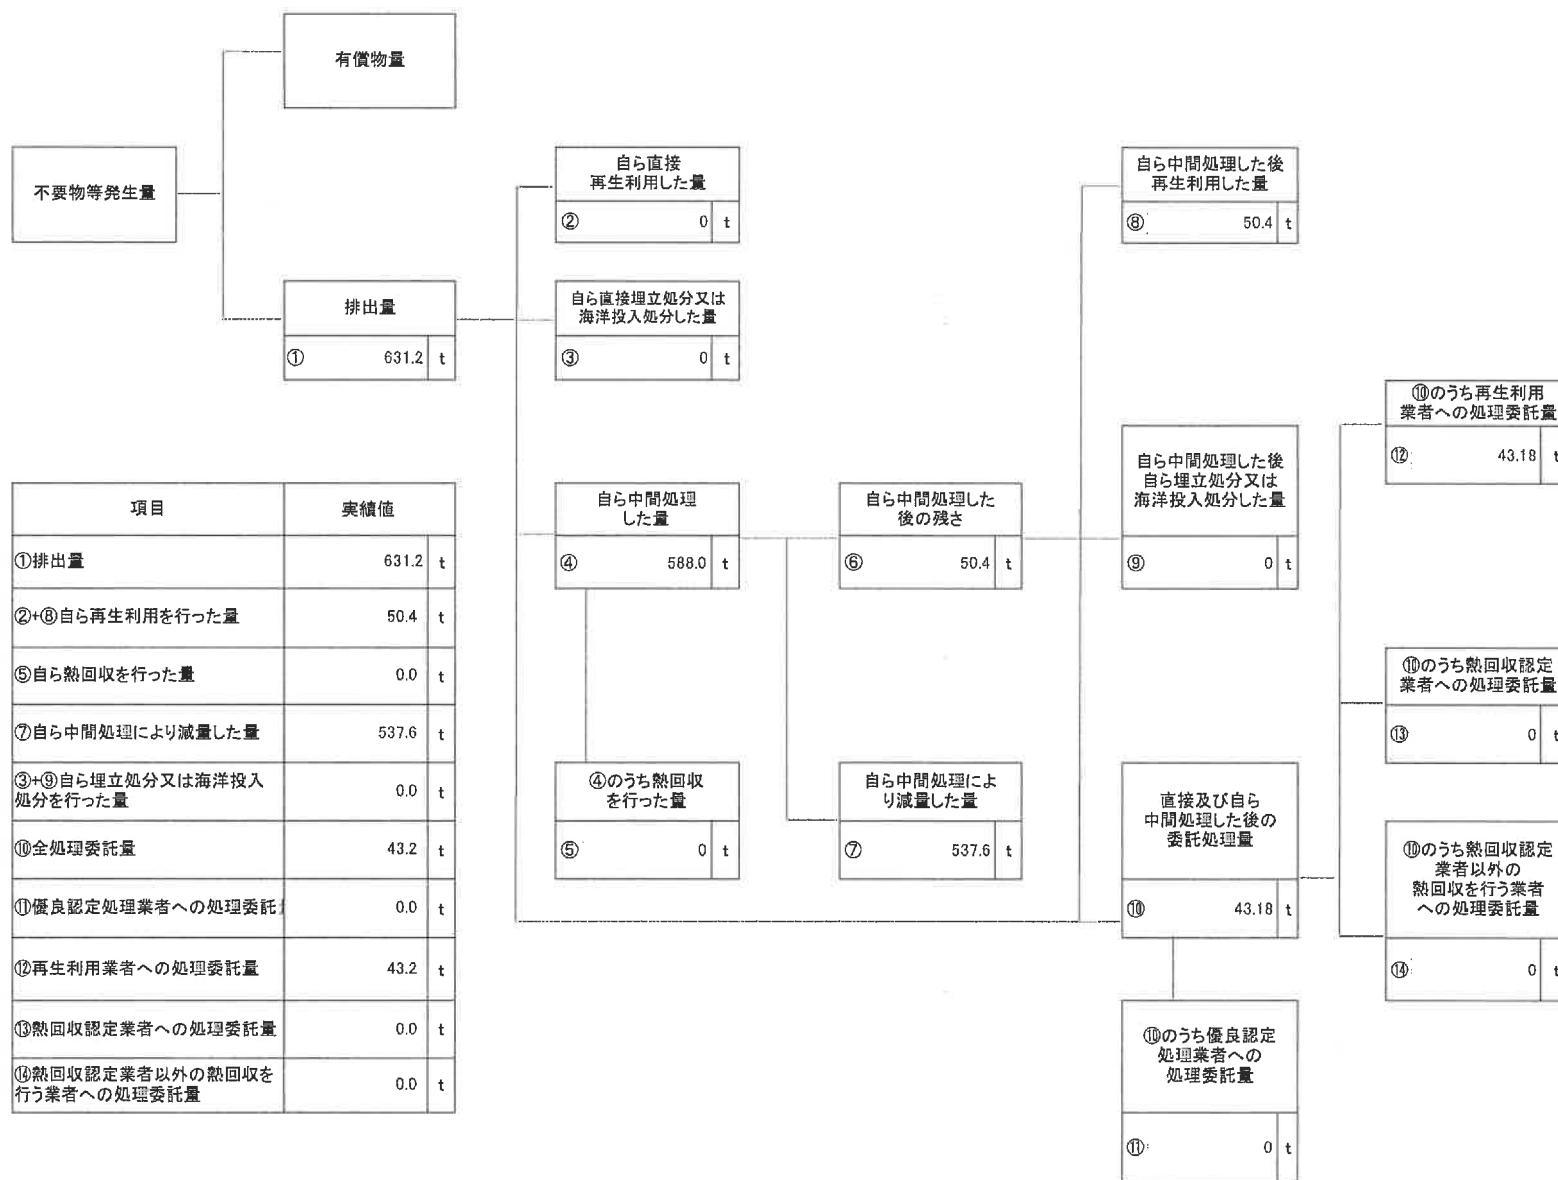 有償物量
不要物等発生量
排出量
① 631.2 t
自ら直接
再生利用した量
② 0 t
自ら直接埋立処分又は
海洋投入処分した量
③ 0 t
自ら中間処理
した量
④ 588.0 t
④のうち熱回収
を行った量
⑤ 0 t
自ら中間処理した
後の残さ
⑥ 50.4 t
自ら中間処理によ
り減量した量
⑦ 537.6 t
自ら中間処理した後
再生利用した量
⑧ 50.4 t
自ら中間処理した後
自ら埋立処分又は
海洋投入処分した量
⑨ 0 t
直接及び自ら
中間処理した後の
委託処理量
⑩ 43.18 t
⑩のうち優良認定
処理業者への
処理委託量
⑪ 0 t
⑩のうち再生利用
業者への処理委託量
⑫ 43.18 t
⑩のうち熱回収認定
業者への処理委託量
⑬ 0 t
⑩のうち熱回収認定
業者以外の
熱回収を行う業者
への処理委託量
⑭ 0 t
項目 実績値
①排出量 631.2 t
②+⑧自ら再生利用を行った量 50.4 t
⑤自ら熱回収を行った量 0.0 t
⑦自ら中間処理により減量した量 537.6 t
③+⑨自ら埋立処分又は海洋投入
処分を行った量 0.0 t
⑩全処理委託量 43.2 t
⑪優良認定処理業者への処理委託 0.0 t
⑫再生利用業者への処理委託量 43.2 t
⑬熱回収認定業者への処理委託量 0.0 t
⑭熱回収認定業者以外の熱回収を
行う業者への処理委託量 0.0 t